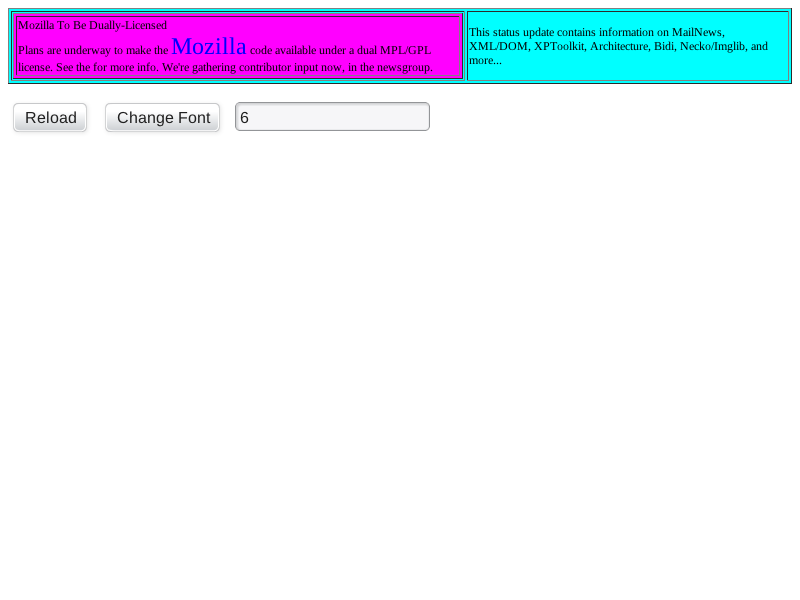 Mozilla To Be Dually-Licensed
Plans are underway to make the Mozilla code available under a dual MPL/GPL
license. See the for more info. We're gathering contributor input now, in the newsgroup.
This status update contains information on MailNews,
XML/DOM, XPToolkit, Architecture, Bidi, Necko/Imglib, and
more...
Reload
Change Font
6